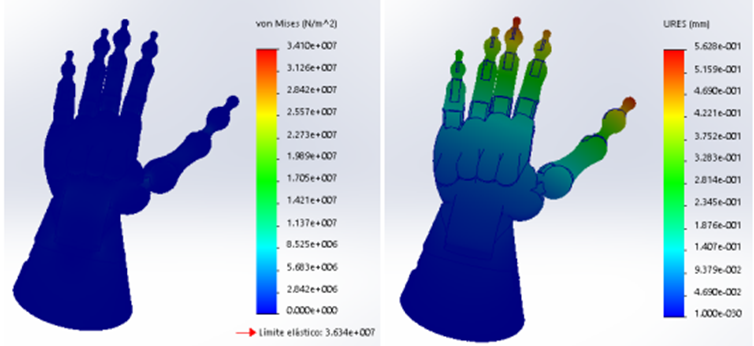 von Mises (N/m^2)
3.410e+007
3.126e+007
2.842e+007
2.557e+007
2.273e+007
1.989e+007
1.705e+007
1.421e+007
1.137e+007
8.525e+006
5.683e+006
2.842e+006
0.000e+000
Límite elástico: 3.634e+007
URES (mm)
5.628e-001
5.159e-001
4.690e-001
4.221e-001
3.752e-001
3.283e-001
2.814e-001
2.345e-001
1.876e-001
1.407e-001
9.379e-002
4.690e-002
1.000e-030